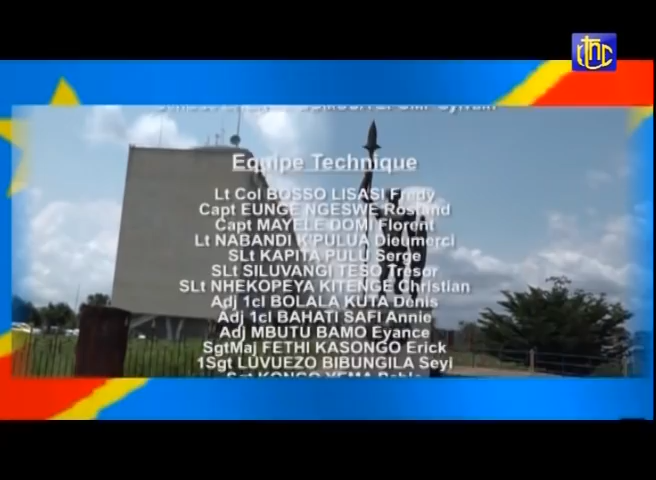 rtnc
Equipe Technique
Lt Col BOSSO LISASI Fredy
Capt EUNGE NGESWE Rostand
Capt MAYELE DOMI Florent
Lt NABANDI K'PULUA Dieumerci
SLt KAPITA PULU Serge
SLt SILUVANGI TESO Trésor
SLt NHEKOPEYA KITENGE Christian
Adj 1cl BOLALA KUTA Denis
Adj 1cl BAHATI SAFI Annie
Adj MBUTU BAMO Eyance
SgtMaj FETHI KASONGO Erick
1Sgt LUVUEZO BIBUNGILA Seyi